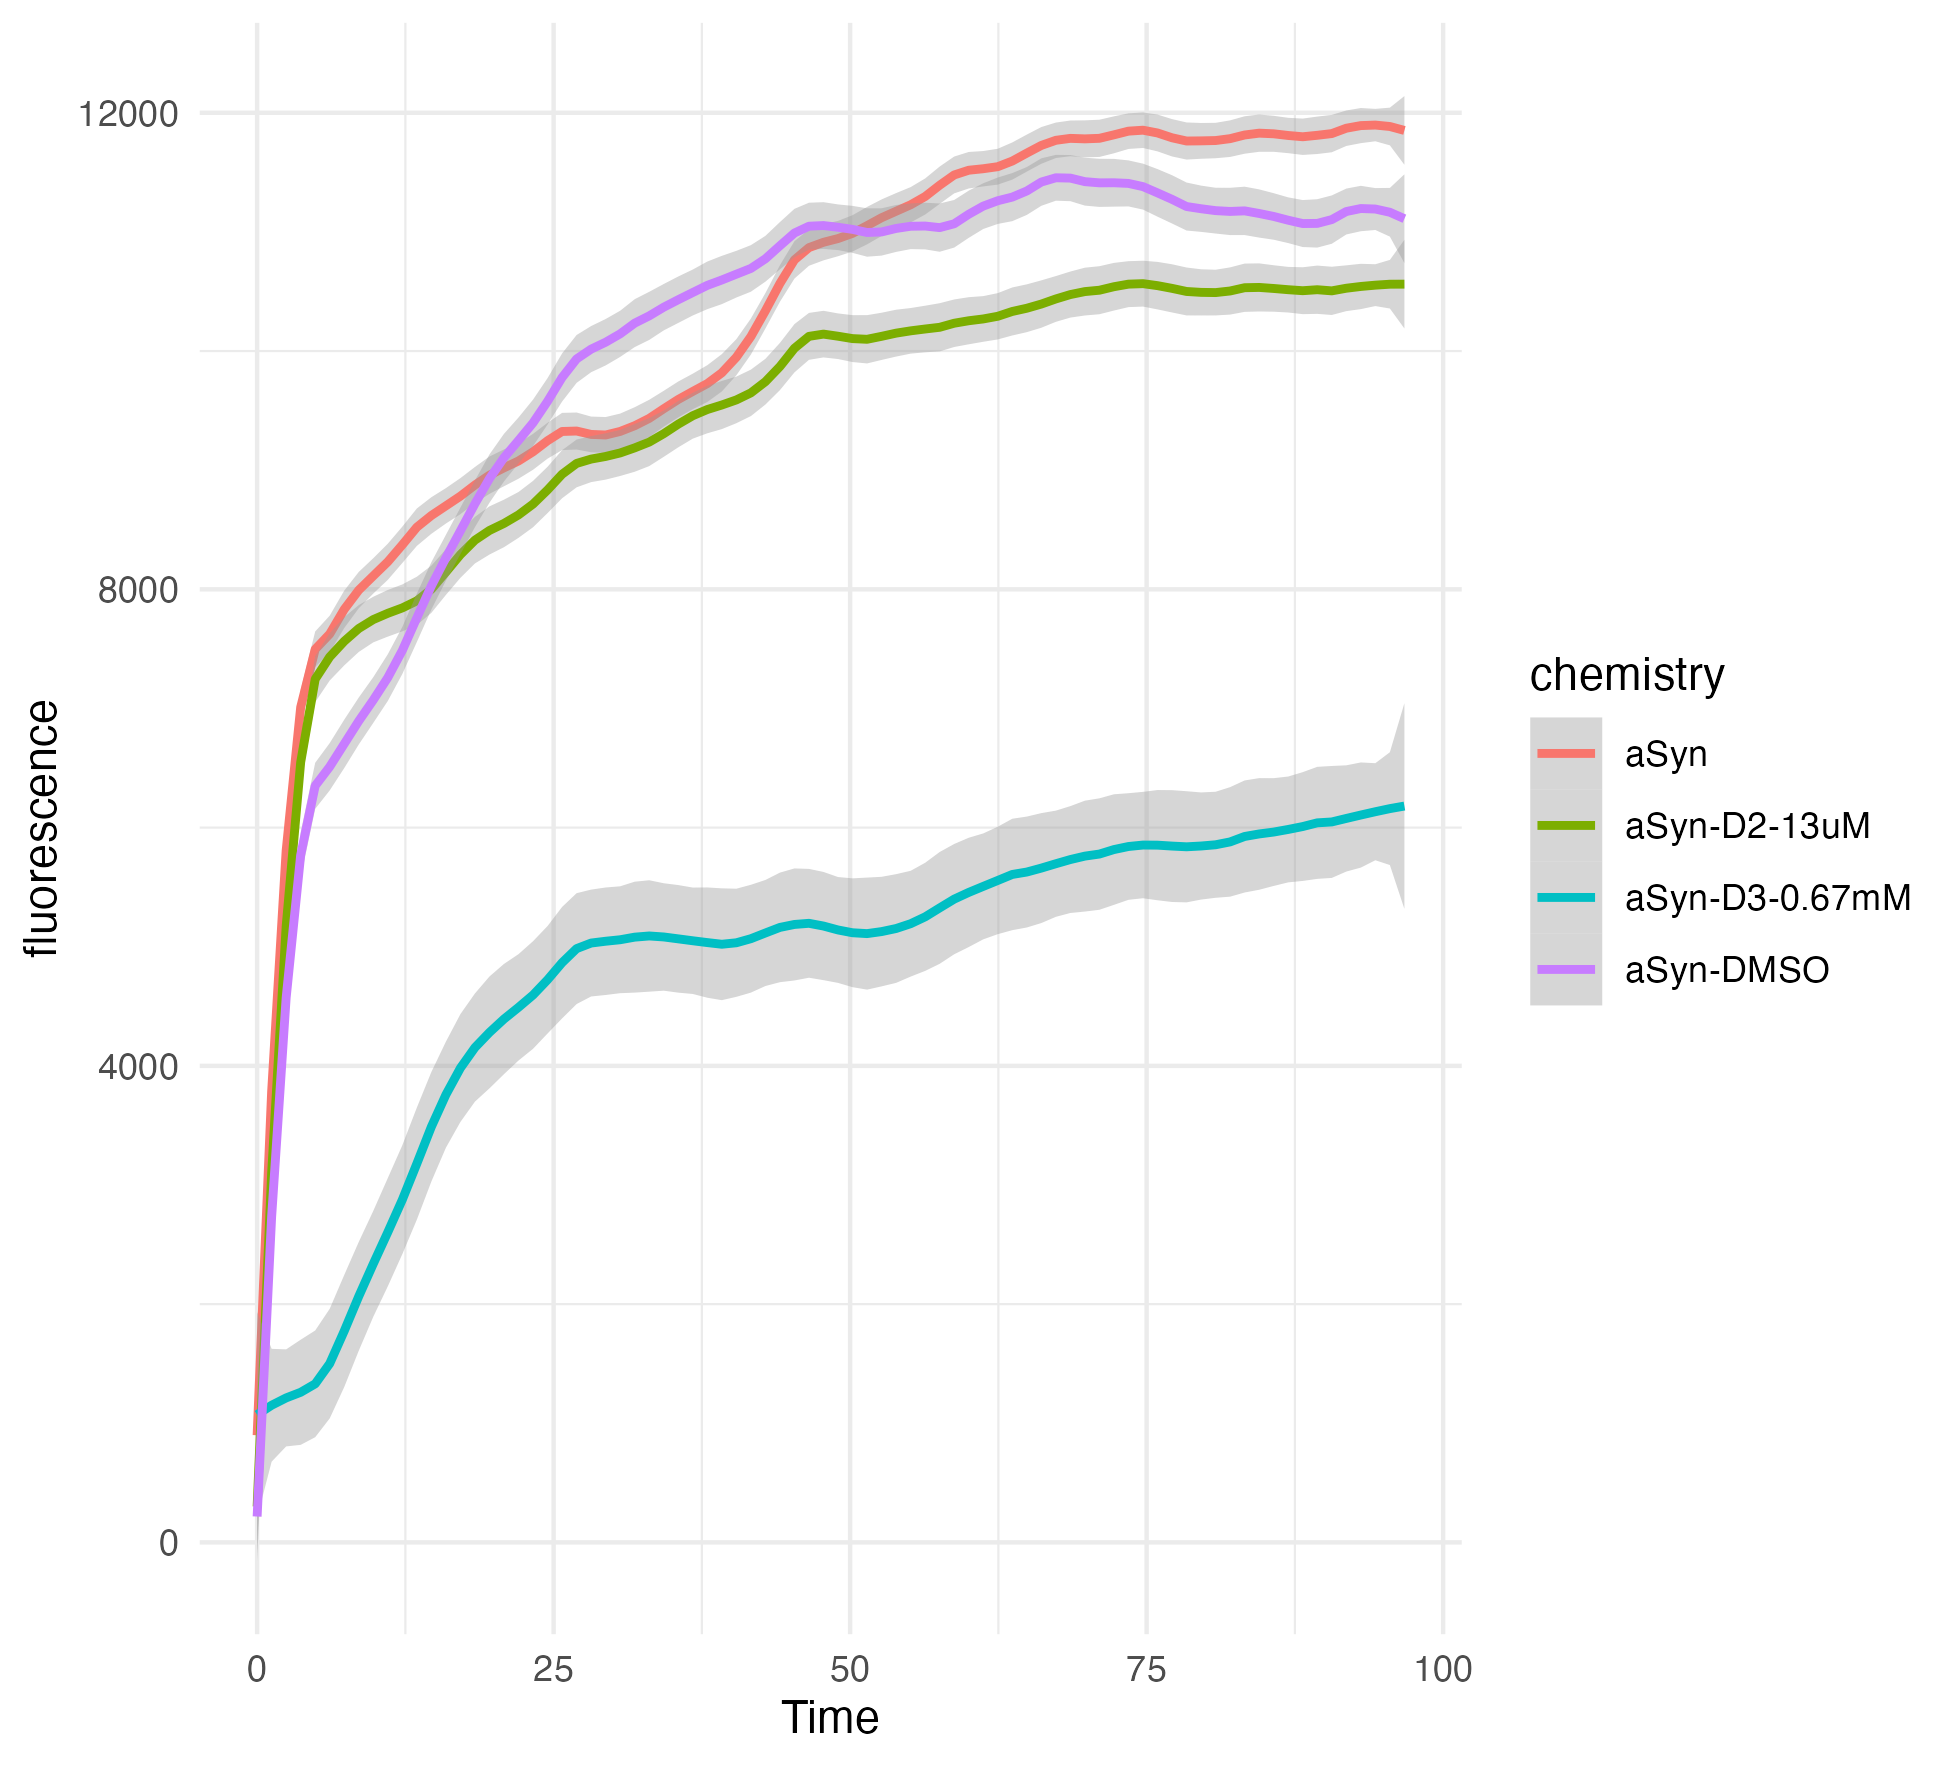 12000
8000
4000
0
fluorescence
0 25 50 75 100
Time
chemistry
aSyn
aSyn-D2-13uM
aSyn-D3-0.67mM
aSyn-DMSO